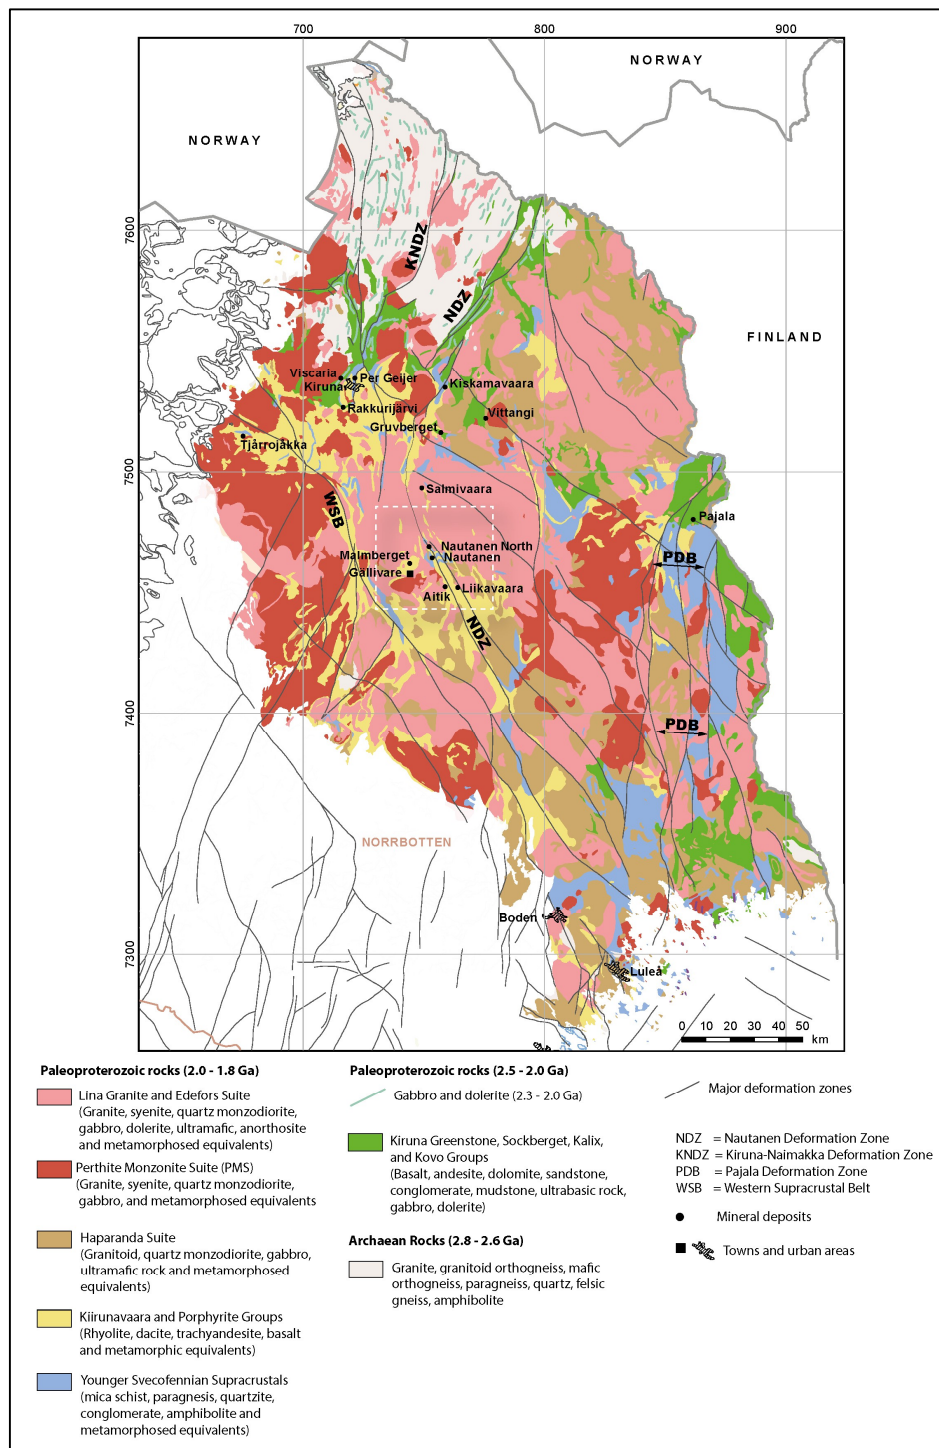 700
800
900
NORWAY
NORWAY
7600
KNDZ
NDZ
FINLAND
Viscaria
Per Geijer
Kiruna
Kiskamavaara
Rakkurijärvi
Vittangi
Gruvberget
Tjårrojåkka
7500
Salmivaara
WSB
Pajala
Nautanen North
Malmberget
Nautanen
PDB
Gällivare
Liikavaara
Aitik
NDZ
7400
PDB
NORRBOTTEN
Boden
7300
Luleå
0 10 20 30 40 50
km
Paleoproterozoic rocks (2.0 - 1.8 Ga)
Lina Granite and Edefors Suite
(Granite, syenite, quartz monzodiorite,
gabbro, dolerite, ultramafic, anorthosite
and metamorphosed equivalents)
Perthite Monzonite Suite (PMS)
(Granite, syenite, quartz monzodiorite,
gabbro, and metamorphosed equivalents
Haparanda Suite
(Granitoid, quartz monzodiorite, gabbro,
ultramafic rock and metamorphosed
equivalents)
Kiirunavaara and Porphyrite Groups
(Rhyolite, dacite, trachyandesite, basalt
and metamorphic equivalents)
Younger Svecofennian Supracrustals
(mica schist, paragnesis, quartzite,
conglomerate, amphibolite and
metamorphosed equivalents)
Paleoproterozoic rocks (2.5 - 2.0 Ga)
Gabbro and dolerite (2.3 - 2.0 Ga)
Kiruna Greenstone, Sockberget, Kalix,
and Kovo Groups
(Basalt, andesite, dolomite, sandstone,
conglomerate, mudstone, ultrabasic rock,
gabbro, dolerite)
Archaean Rocks (2.8 - 2.6 Ga)
Granite, granitoid orthogneiss, mafic
orthogneiss, paragneiss, quartz, felsic
gneiss, amphibolite
Major deformation zones
NDZ = Nautanen Deformation Zone
KNDZ = Kiruna-Naimakka Deformation Zone
PDB = Pajala Deformation Zone
WSB = Western Supracrustal Belt
Mineral deposits
Towns and urban areas